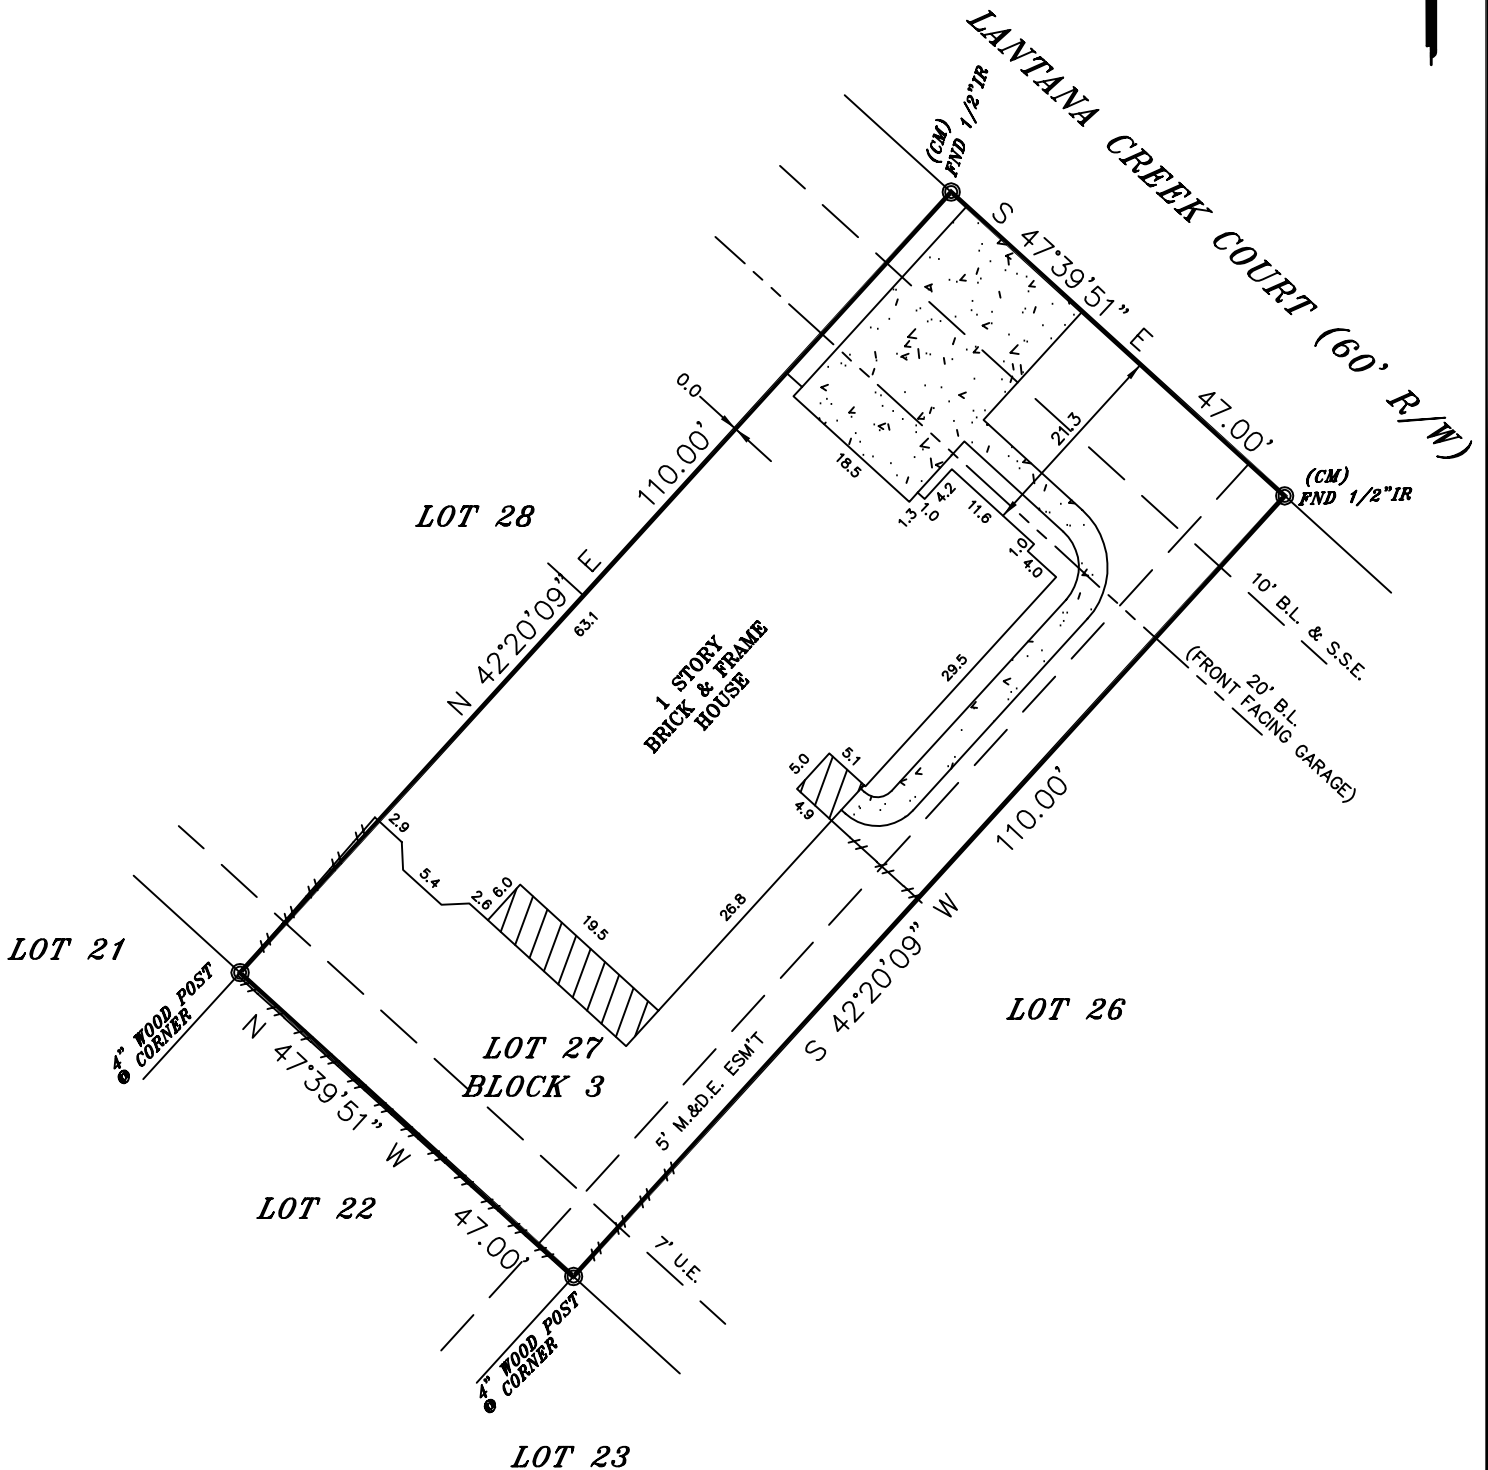 LANTANA CREEK COURT (60' R/W)
(CM)
FND 1/2"IR
S 47°39'51" E
47.00'
(CM)
FND 1/2"IR
0.0
110.00'
N 42°20'09" E
LOT 28
21.3
18.5
1.3
1.0
4.2
11.6
1.0
4.0
63.1
1 STORY
BRICK & FRAME
HOUSE
29.5
10' B.L. & S.S.E.
20' B.L.
(FRONT FACING GARAGE)
5.0
5.1
4.9
110.00'
S 42°20'09" W
2.9
5.4
2.6
6.0
19.5
26.8
LOT 21
4" WOOD POST
@ CORNER
LOT 26
LOT 27
BLOCK 3
5' M.&D.E. ESM'T
N 47°39'51" W
47.00'
LOT 22
7' U.E.
4" WOOD POST
@ CORNER
LOT 23